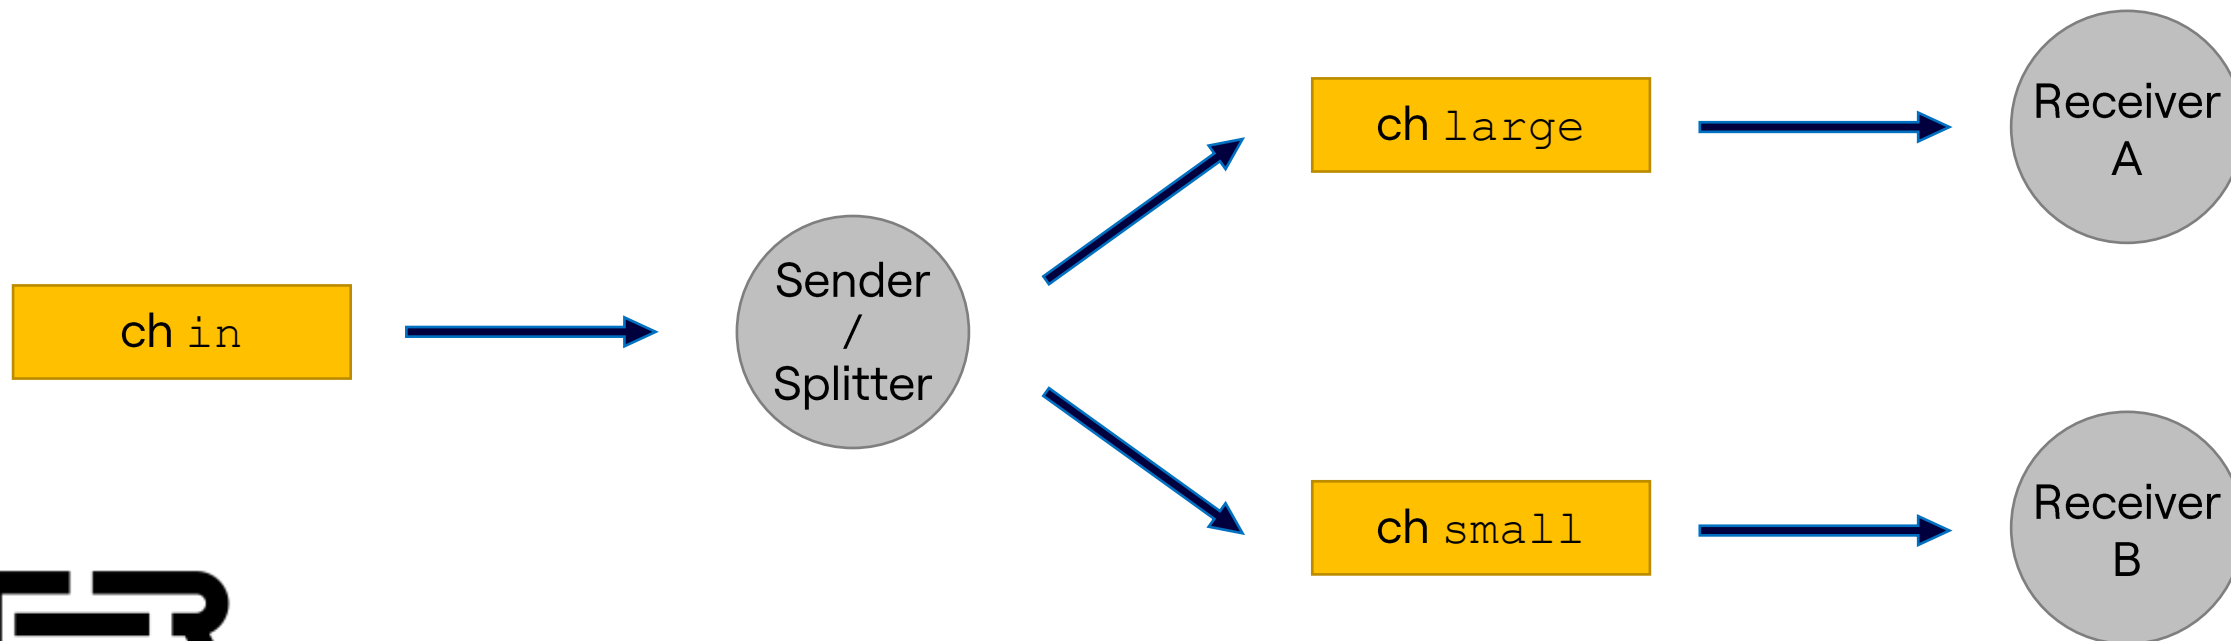 ch in
Sender
/
Splitter
ch large
Receiver
A
ch small
Receiver
B